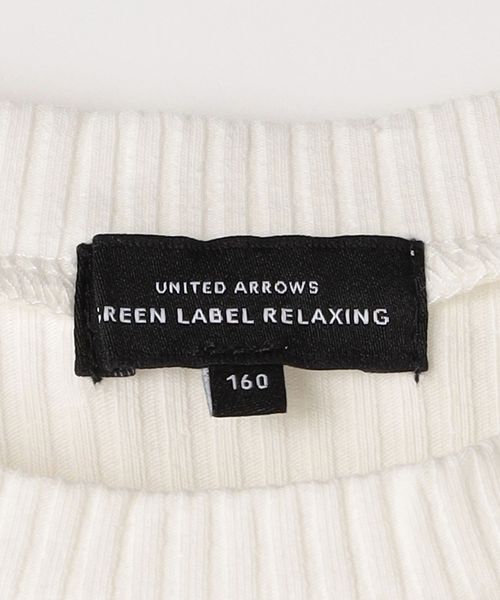 UNITED ARROWS
GREEN LABEL RELAXING
160